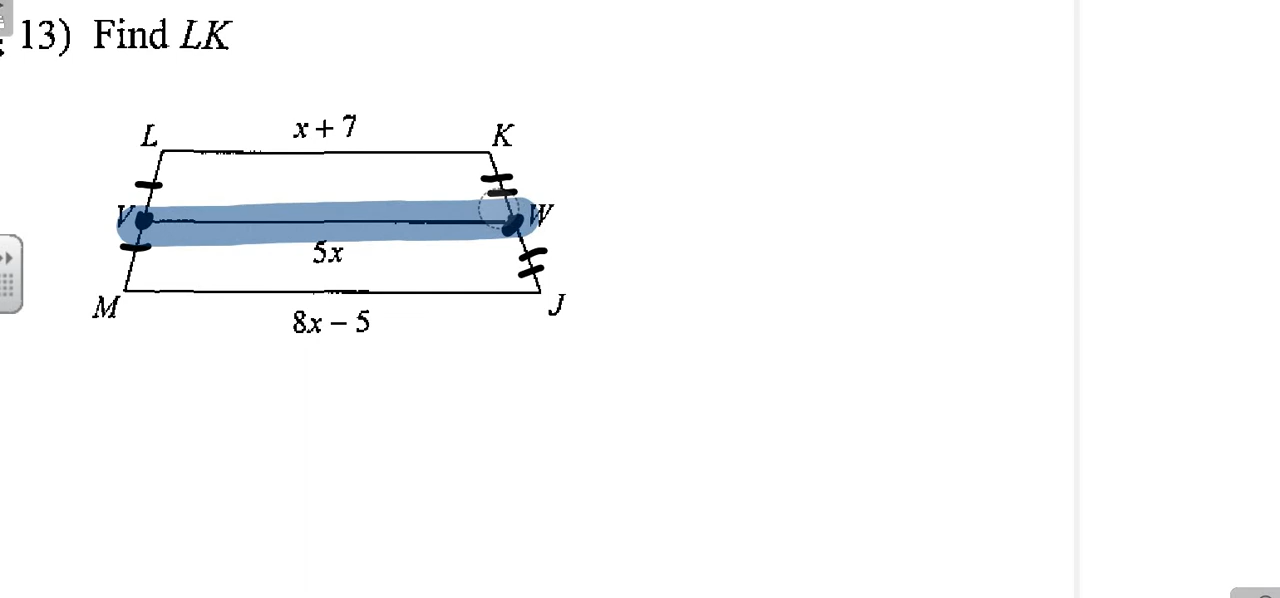 13) Find LK
L x + 7 K
V W
5x
M J
8x – 5